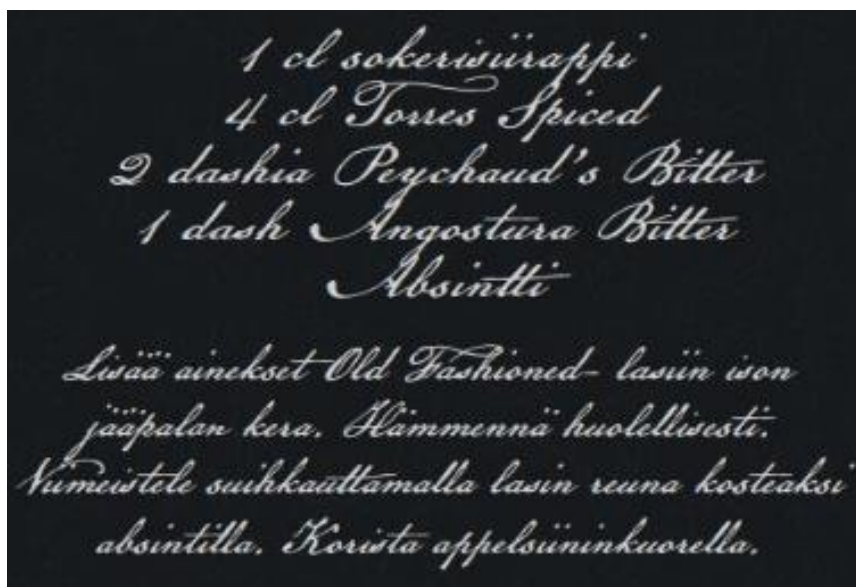 1 cl sokerisiirappi
4 cl Torres Spiced
2 dashia Peychaud's Bitter
1 dash Angostura Bitter
Absintti
Lisää ainekset Old Fashioned- lasiin ison
jääpalan kera. Hämmennä huolellisesti.
Viimeistele suihkauttamalla lasin reuna kosteaksi
absintilla. Korista appelsiininkuorella.